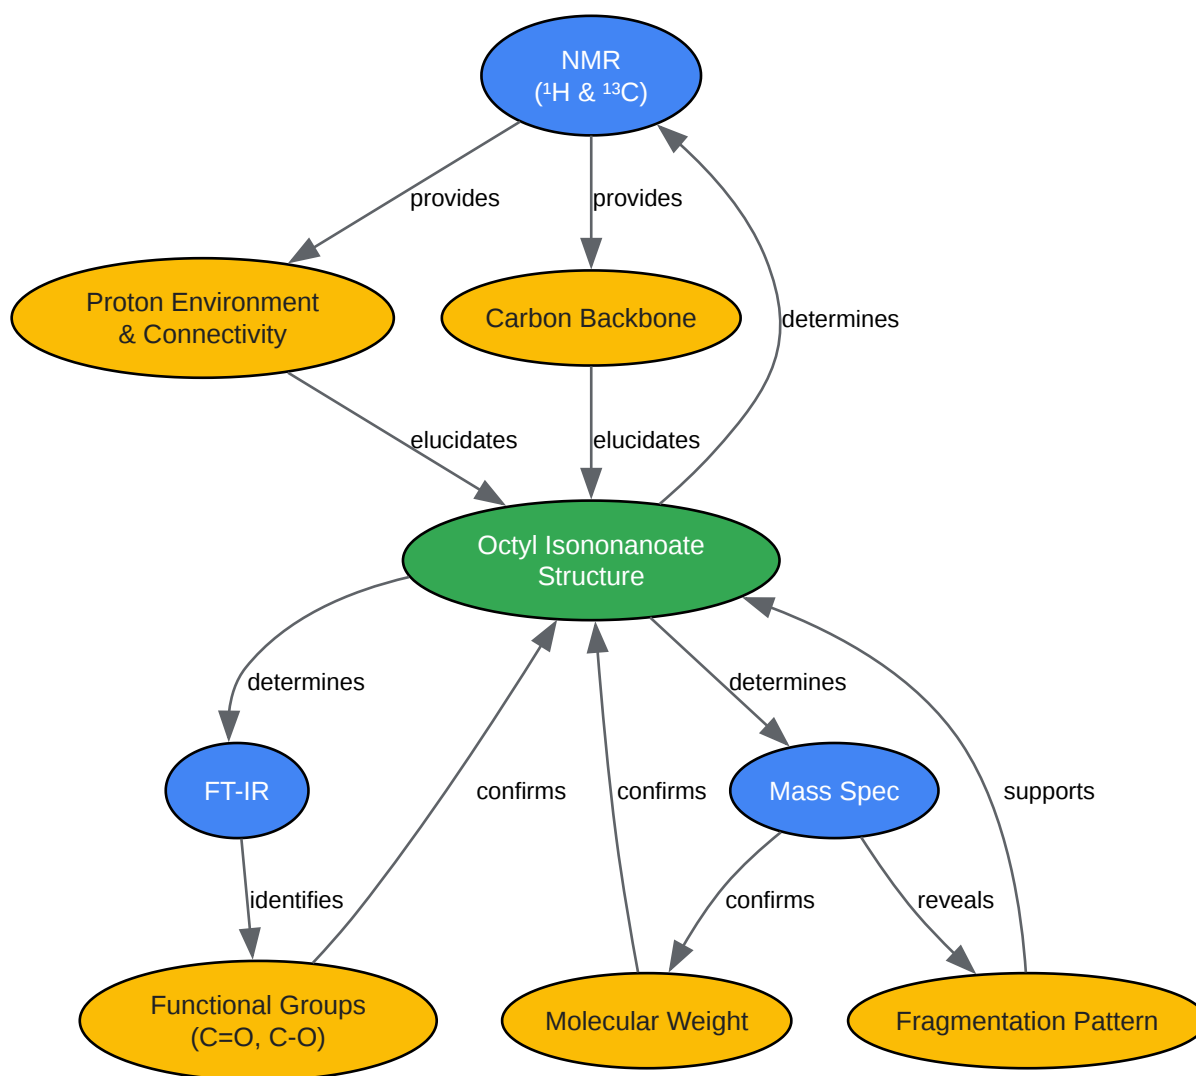 NMR
(¹H & ¹³C)
provides
provides
Proton Environment
& Connectivity
Carbon Backbone
determines
elucidates
elucidates
Octyl Isononanoate
Structure
determines
determines
FT-IR
confirms
confirms
Mass Spec
supports
identifies
confirms
reveals
Functional Groups
(C=O, C-O)
Molecular Weight
Fragmentation Pattern